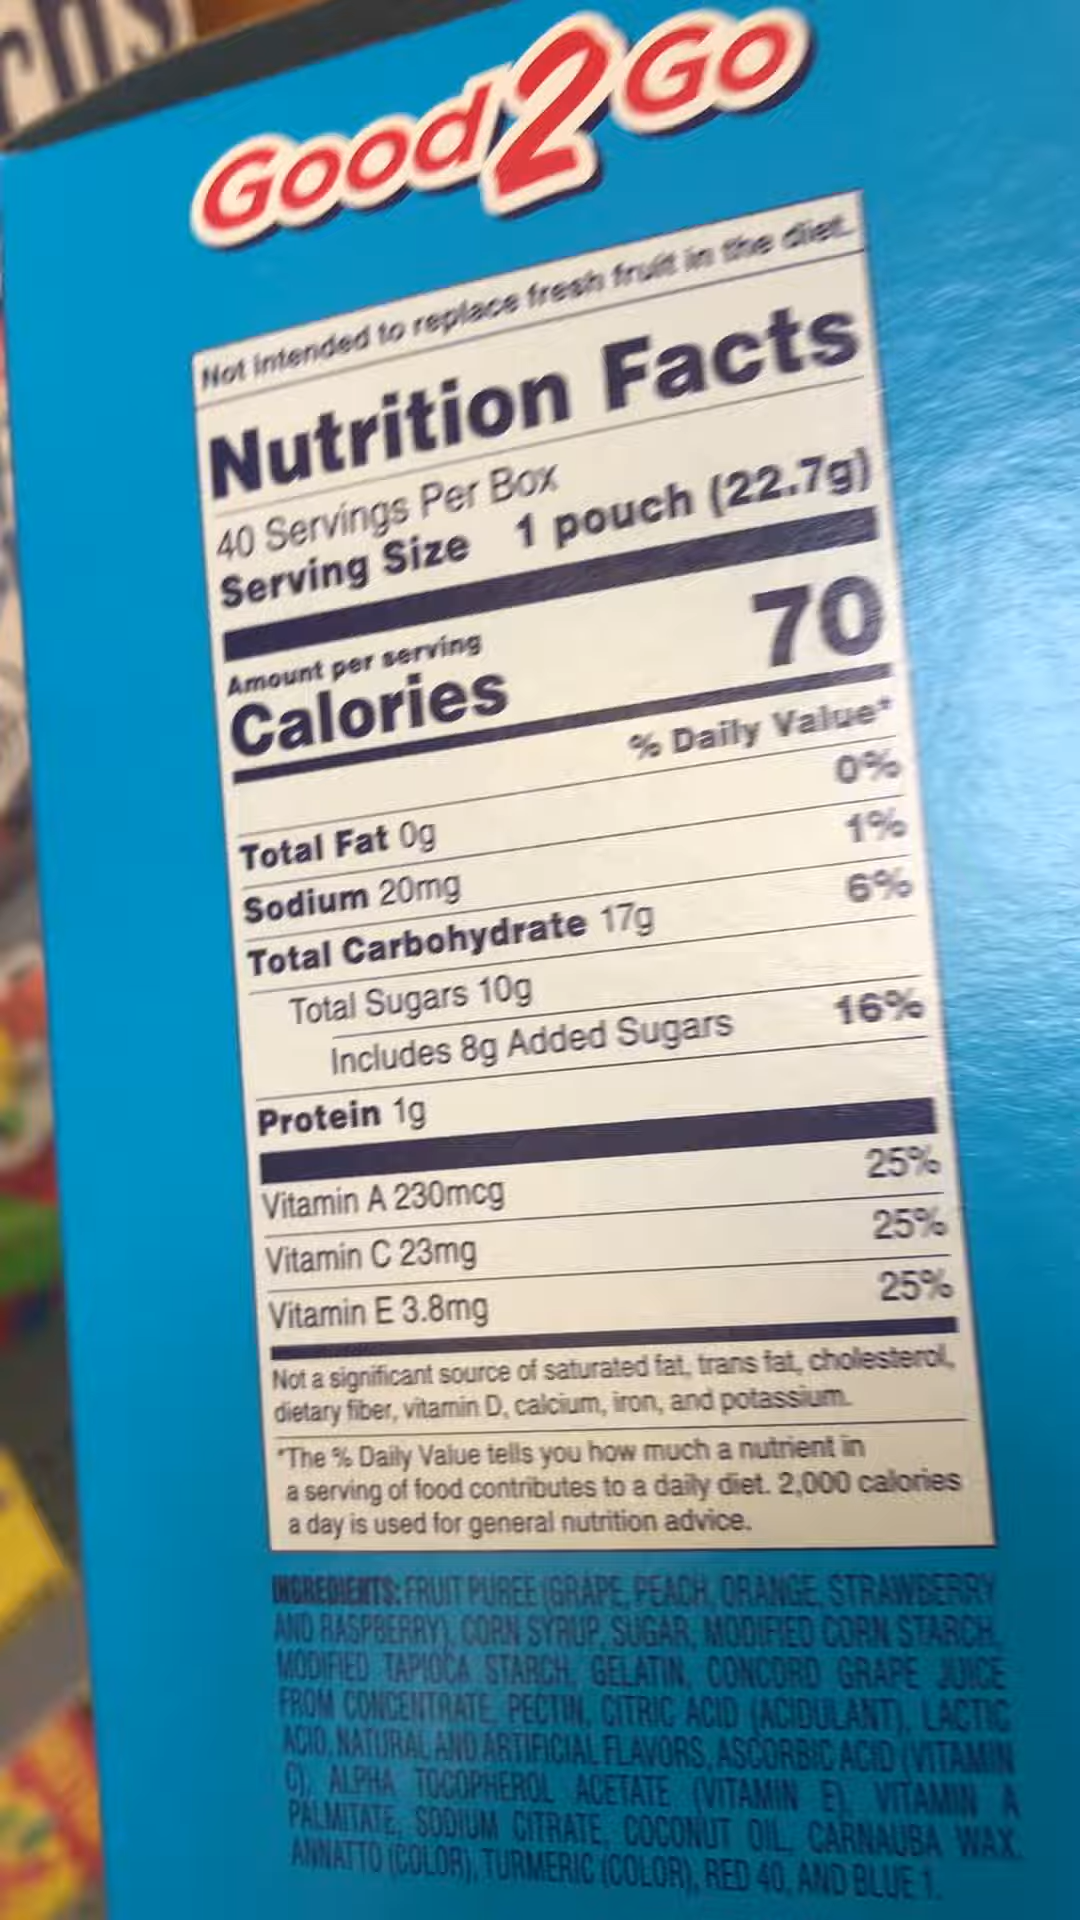 Good2Go
Not intended to replace fresh fruit in the diet.
Nutrition Facts
40 Servings Per Box
Serving Size 1 pouch (22.7g)
Amount per serving
Calories 70
% Daily Value*
Total Fat 0g 0%
Sodium 20mg 1%
Total Carbohydrate 17g 6%
Total Sugars 10g
Includes 8g Added Sugars 16%
Protein 1g
Vitamin A 230mcg 25%
Vitamin C 23mg 25%
Vitamin E 3.8mg 25%
Not a significant source of saturated fat, trans fat, cholesterol,
dietary fiber, vitamin D, calcium, iron, and potassium.
*The % Daily Value tells you how much a nutrient in
a serving of food contributes to a daily diet. 2,000 calories
a day is used for general nutrition advice.
INGREDIENTS: FRUIT PUREE (GRAPE, PEACH, ORANGE, STRAWBERRY
AND RASPBERRY), CORN SYRUP, SUGAR, MODIFIED CORN STARCH,
MODIFIED TAPIOCA STARCH, GELATIN, CONCORD GRAPE JUICE
FROM CONCENTRATE, PECTIN, CITRIC ACID (ACIDULANT), LACTIC
ACID, NATURAL AND ARTIFICIAL FLAVORS, ASCORBIC ACID (VITAMIN
C), ALPHA TOCOPHEROL ACETATE (VITAMIN E), VITAMIN A
PALMITATE, SODIUM CITRATE, COCONUT OIL, CARNAUBA WAX,
ANNATTO (COLOR), TURMERIC (COLOR), RED 40, AND BLUE 1.